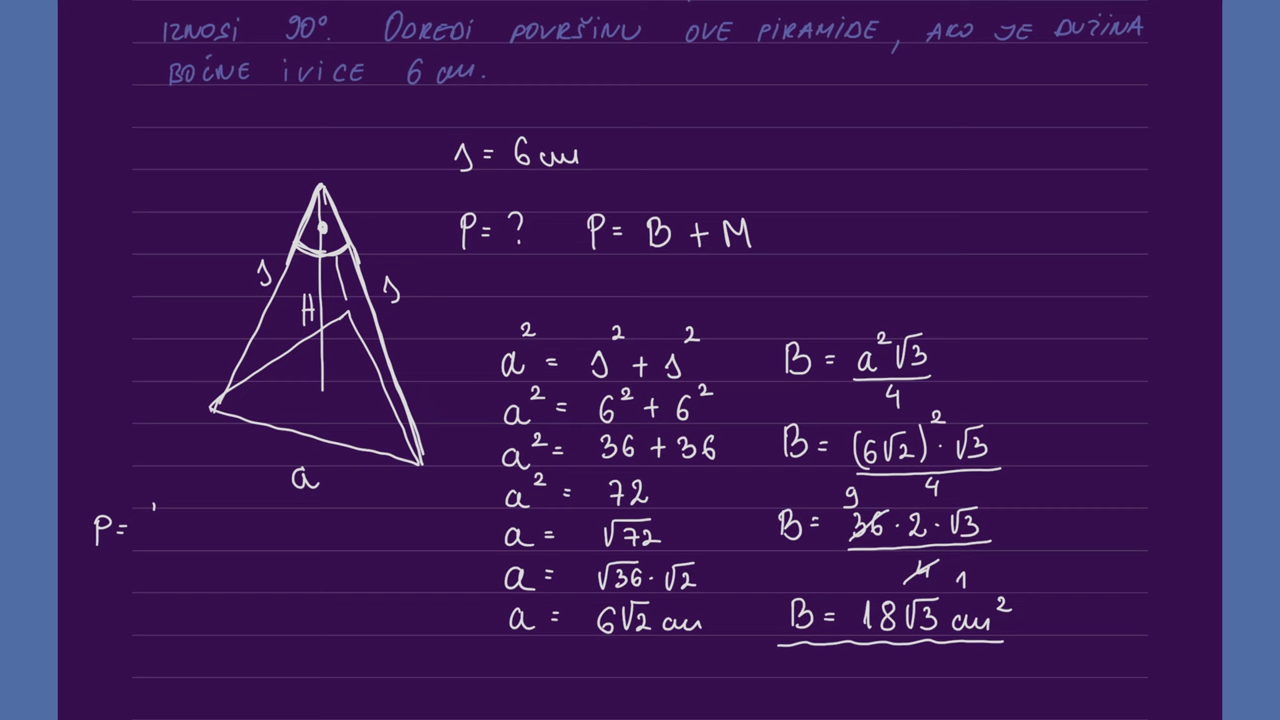 IZNOSI 90°. ODREDI POVRŠINU OVE PIRAMIDE, AKO JE DUŽINA
BOČNE IVICE 6 cm.
s = 6 cm
P = ? P = B + M
s
s
H
a
P =
a² = s² + s²
a² = 6² + 6²
a² = 36 + 36
a² = 72
a = √72
a = √36 · √2
a = 6√2 cm
B = a²√3 / 4
B = (6√2)² · √3 / 4
9
B = 36 · 2 · √3 / 4 1
B = 18√3 cm²